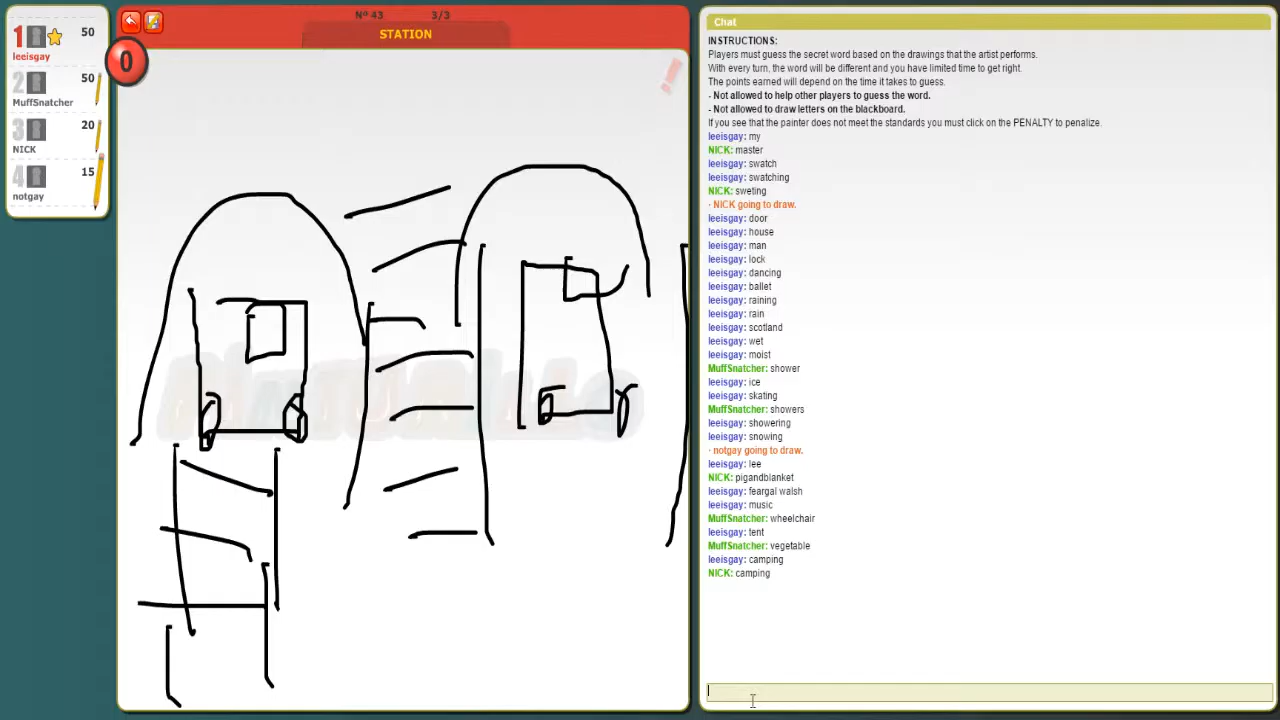 1 50
leeisgay
2 50
MuffSnatcher
3 20
NICK
4 15
notgay
0
Nº 43 3/3
STATION
Chat
INSTRUCTIONS:
Players must guess the secret word based on the drawings that the artist performs.
With every turn, the word will be different and you have limited time to get right.
The points earned will depend on the time it takes to guess.
- Not allowed to help other players to guess the word.
- Not allowed to draw letters on the blackboard.
If you see that the painter does not meet the standards you must click on the PENALTY to penalize.
leeisgay: my
NICK: master
leeisgay: swatch
leeisgay: swatching
NICK: sweting
· NICK going to draw.
leeisgay: door
leeisgay: house
leeisgay: man
leeisgay: lock
leeisgay: dancing
leeisgay: ballet
leeisgay: raining
leeisgay: rain
leeisgay: scotland
leeisgay: wet
leeisgay: moist
MuffSnatcher: shower
leeisgay: ice
leeisgay: skating
MuffSnatcher: showers
leeisgay: showering
leeisgay: snowing
· notgay going to draw.
leeisgay: lee
NICK: pigandblanket
leeisgay: feargal walsh
leeisgay: music
MuffSnatcher: wheelchair
leeisgay: tent
MuffSnatcher: vegetable
leeisgay: camping
NICK: camping